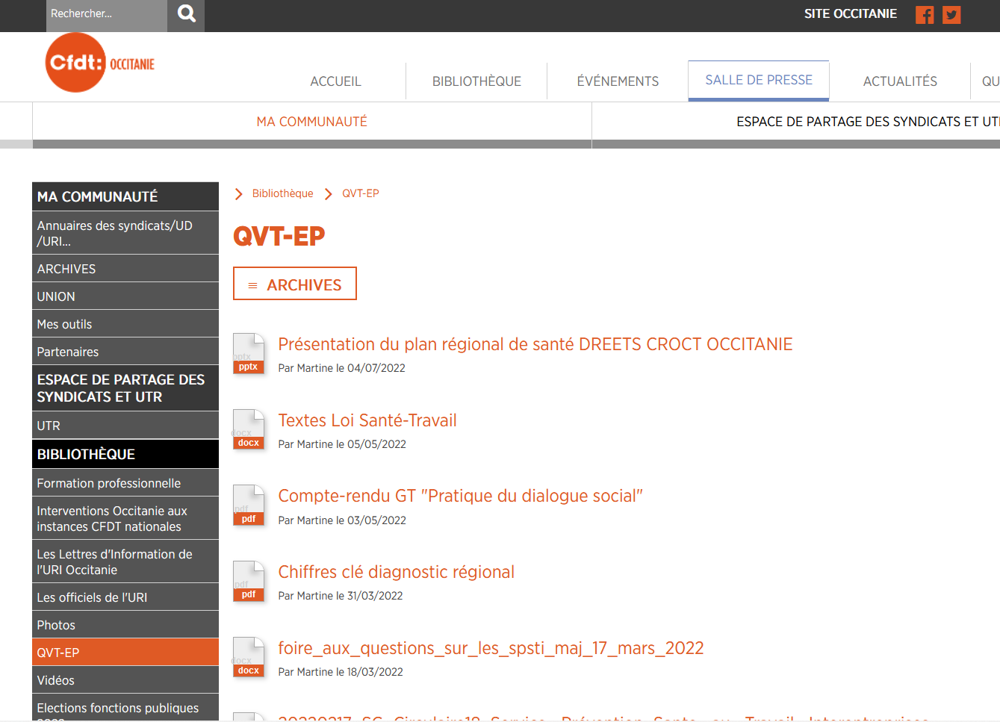 Rechercher...
SITE OCCITANIE
Cfdt: OCCITANIE
ACCUEIL
BIBLIOTHÈQUE
ÉVÉNEMENTS
SALLE DE PRESSE
ACTUALITÉS
QU
MA COMMUNAUTÉ
ESPACE DE PARTAGE DES SYNDICATS ET UT
MA COMMUNAUTÉ
Annuaires des syndicats/UD
/URI...
ARCHIVES
UNION
Mes outils
Partenaires
ESPACE DE PARTAGE DES
SYNDICATS ET UTR
UTR
BIBLIOTHÈQUE
Formation professionnelle
Interventions Occitanie aux
instances CFDT nationales
Les Lettres d'Information de
l'URI Occitanie
Les officiels de l'URI
Photos
QVT-EP
Vidéos
Elections fonctions publiques
Bibliothèque
QVT-EP
QVT-EP
ARCHIVES
pptx
pptx
Présentation du plan régional de santé DREETS CROCT OCCITANIE
Par Martine le 04/07/2022
docx
docx
Textes Loi Santé-Travail
Par Martine le 05/05/2022
pdf
pdf
Compte-rendu GT "Pratique du dialogue social"
Par Martine le 03/05/2022
pdf
pdf
Chiffres clé diagnostic régional
Par Martine le 31/03/2022
docx
docx
foire_aux_questions_sur_les_spsti_maj_17_mars_2022
Par Martine le 18/03/2022